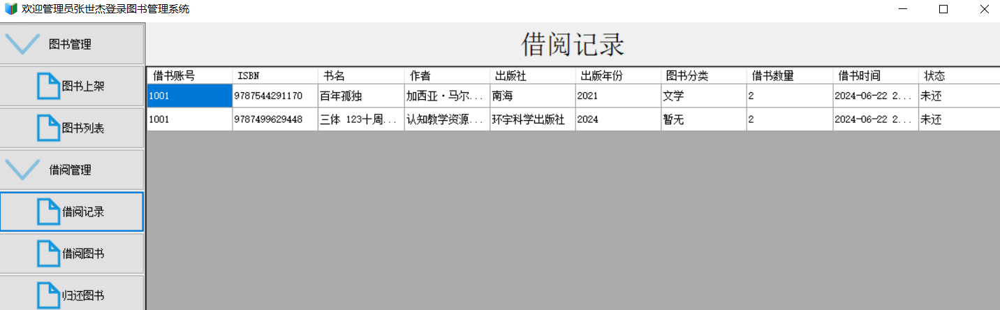 欢迎管理员张世杰登录图书管理系统
图书管理
图书上架
图书列表
借阅管理
借阅记录
借阅图书
归还图书
借阅记录
借书账号 ISBN 书名 作者 出版社 出版年份 图书分类 借书数量 借书时间 状态
1001 9787544291170 百年孤独 加西亚·马尔... 南海 2021 文学 2 2024-06-22 2... 未还
1001 9787499629448 三体 123十周... 认知教学资源... 环宇科学出版社 2024 暂无 2 2024-06-22 2... 未还